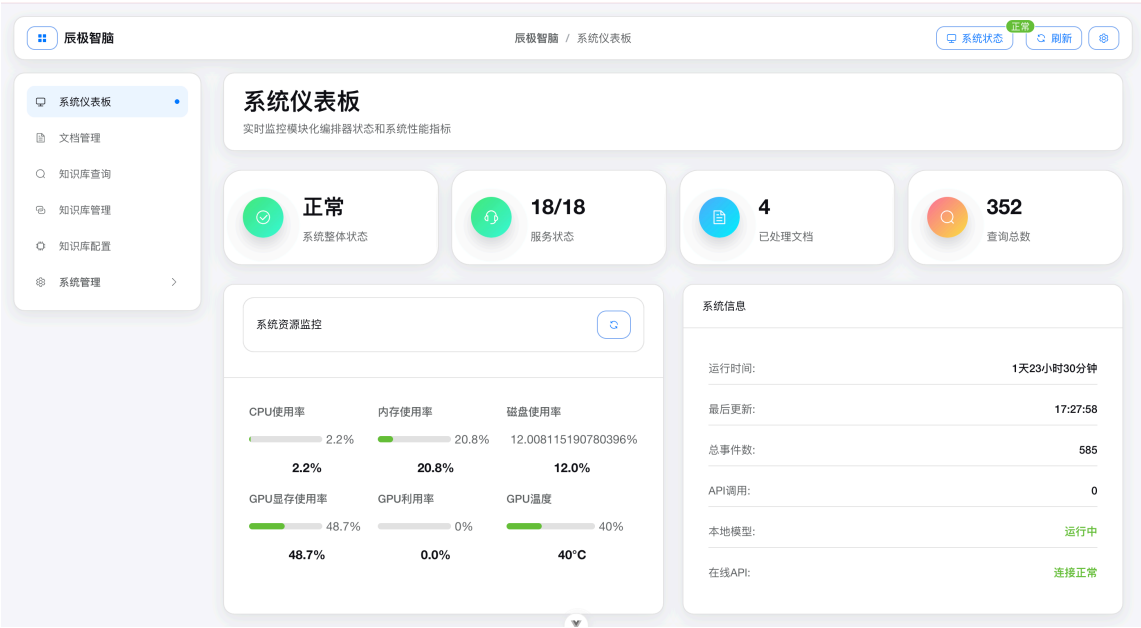 辰极智脑
辰极智脑 / 系统仪表板
系统状态
正常
刷新
系统仪表板
文档管理
知识库查询
知识库管理
知识库配置
系统管理
系统仪表板
实时监控模块化编排器状态和系统性能指标
正常
系统整体状态
18/18
服务状态
4
已处理文档
352
查询总数
系统资源监控
CPU使用率 内存使用率 磁盘使用率
2.2% 20.8% 12.008115190780396%
2.2% 20.8% 12.0%
GPU显存使用率 GPU利用率 GPU温度
48.7% 0% 40%
48.7% 0.0% 40°C
系统信息
运行时间: 1天23小时30分钟
最后更新: 17:27:58
总事件数: 585
API调用: 0
本地模型: 运行中
在线API: 连接正常